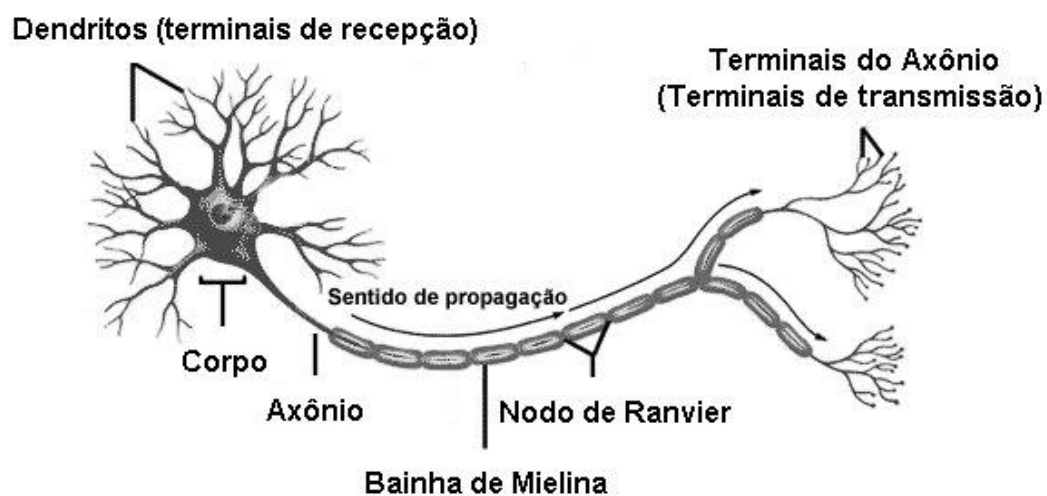 Dendritos (terminais de recepção)
Terminais do Axônio
(Terminais de transmissão)
Sentido de propagação
Corpo
Axônio
Nodo de Ranvier
Bainha de Mielina